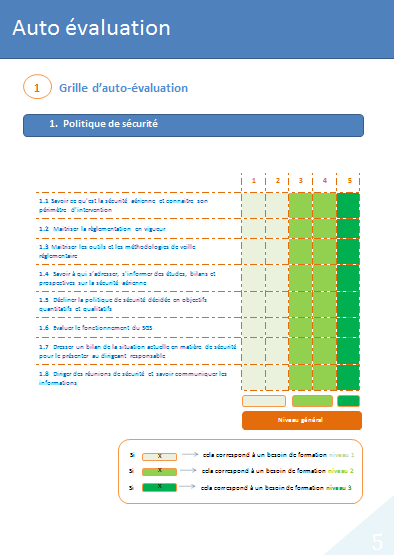 Auto évaluation
1 Grille d'auto-évaluation
1. Politique de sécurité
1 2 3 4 5
1.1 Savoir ce qu'est la sécurité aérienne et connaitre son
périmètre d'intervention
1.2 Maitriser la réglementation en vigueur
1.3 Maitriser les outils et les méthodologies de veille
réglementaire
1.4 Savoir à qui s'adresser, s'informer des études, bilans et
prospectives sur la sécurité aérienne
1.5 Décliner la politique de sécurité décidée en objectifs
quantitatifs et qualitatifs
1.6 Evaluer le fonctionnement du SGS
1.7 Dresser un bilan de la situation actuelle en matière de sécurité
pour le présenter au dirigeant responsable
1.8 Diriger des réunions de sécurité et savoir communiquer les
informations
Niveau général
Si X cela correspond à un besoin de formation niveau 1
Si X cela correspond à un besoin de formation niveau 2
Si X cela correspond à un besoin de formation niveau 3
5